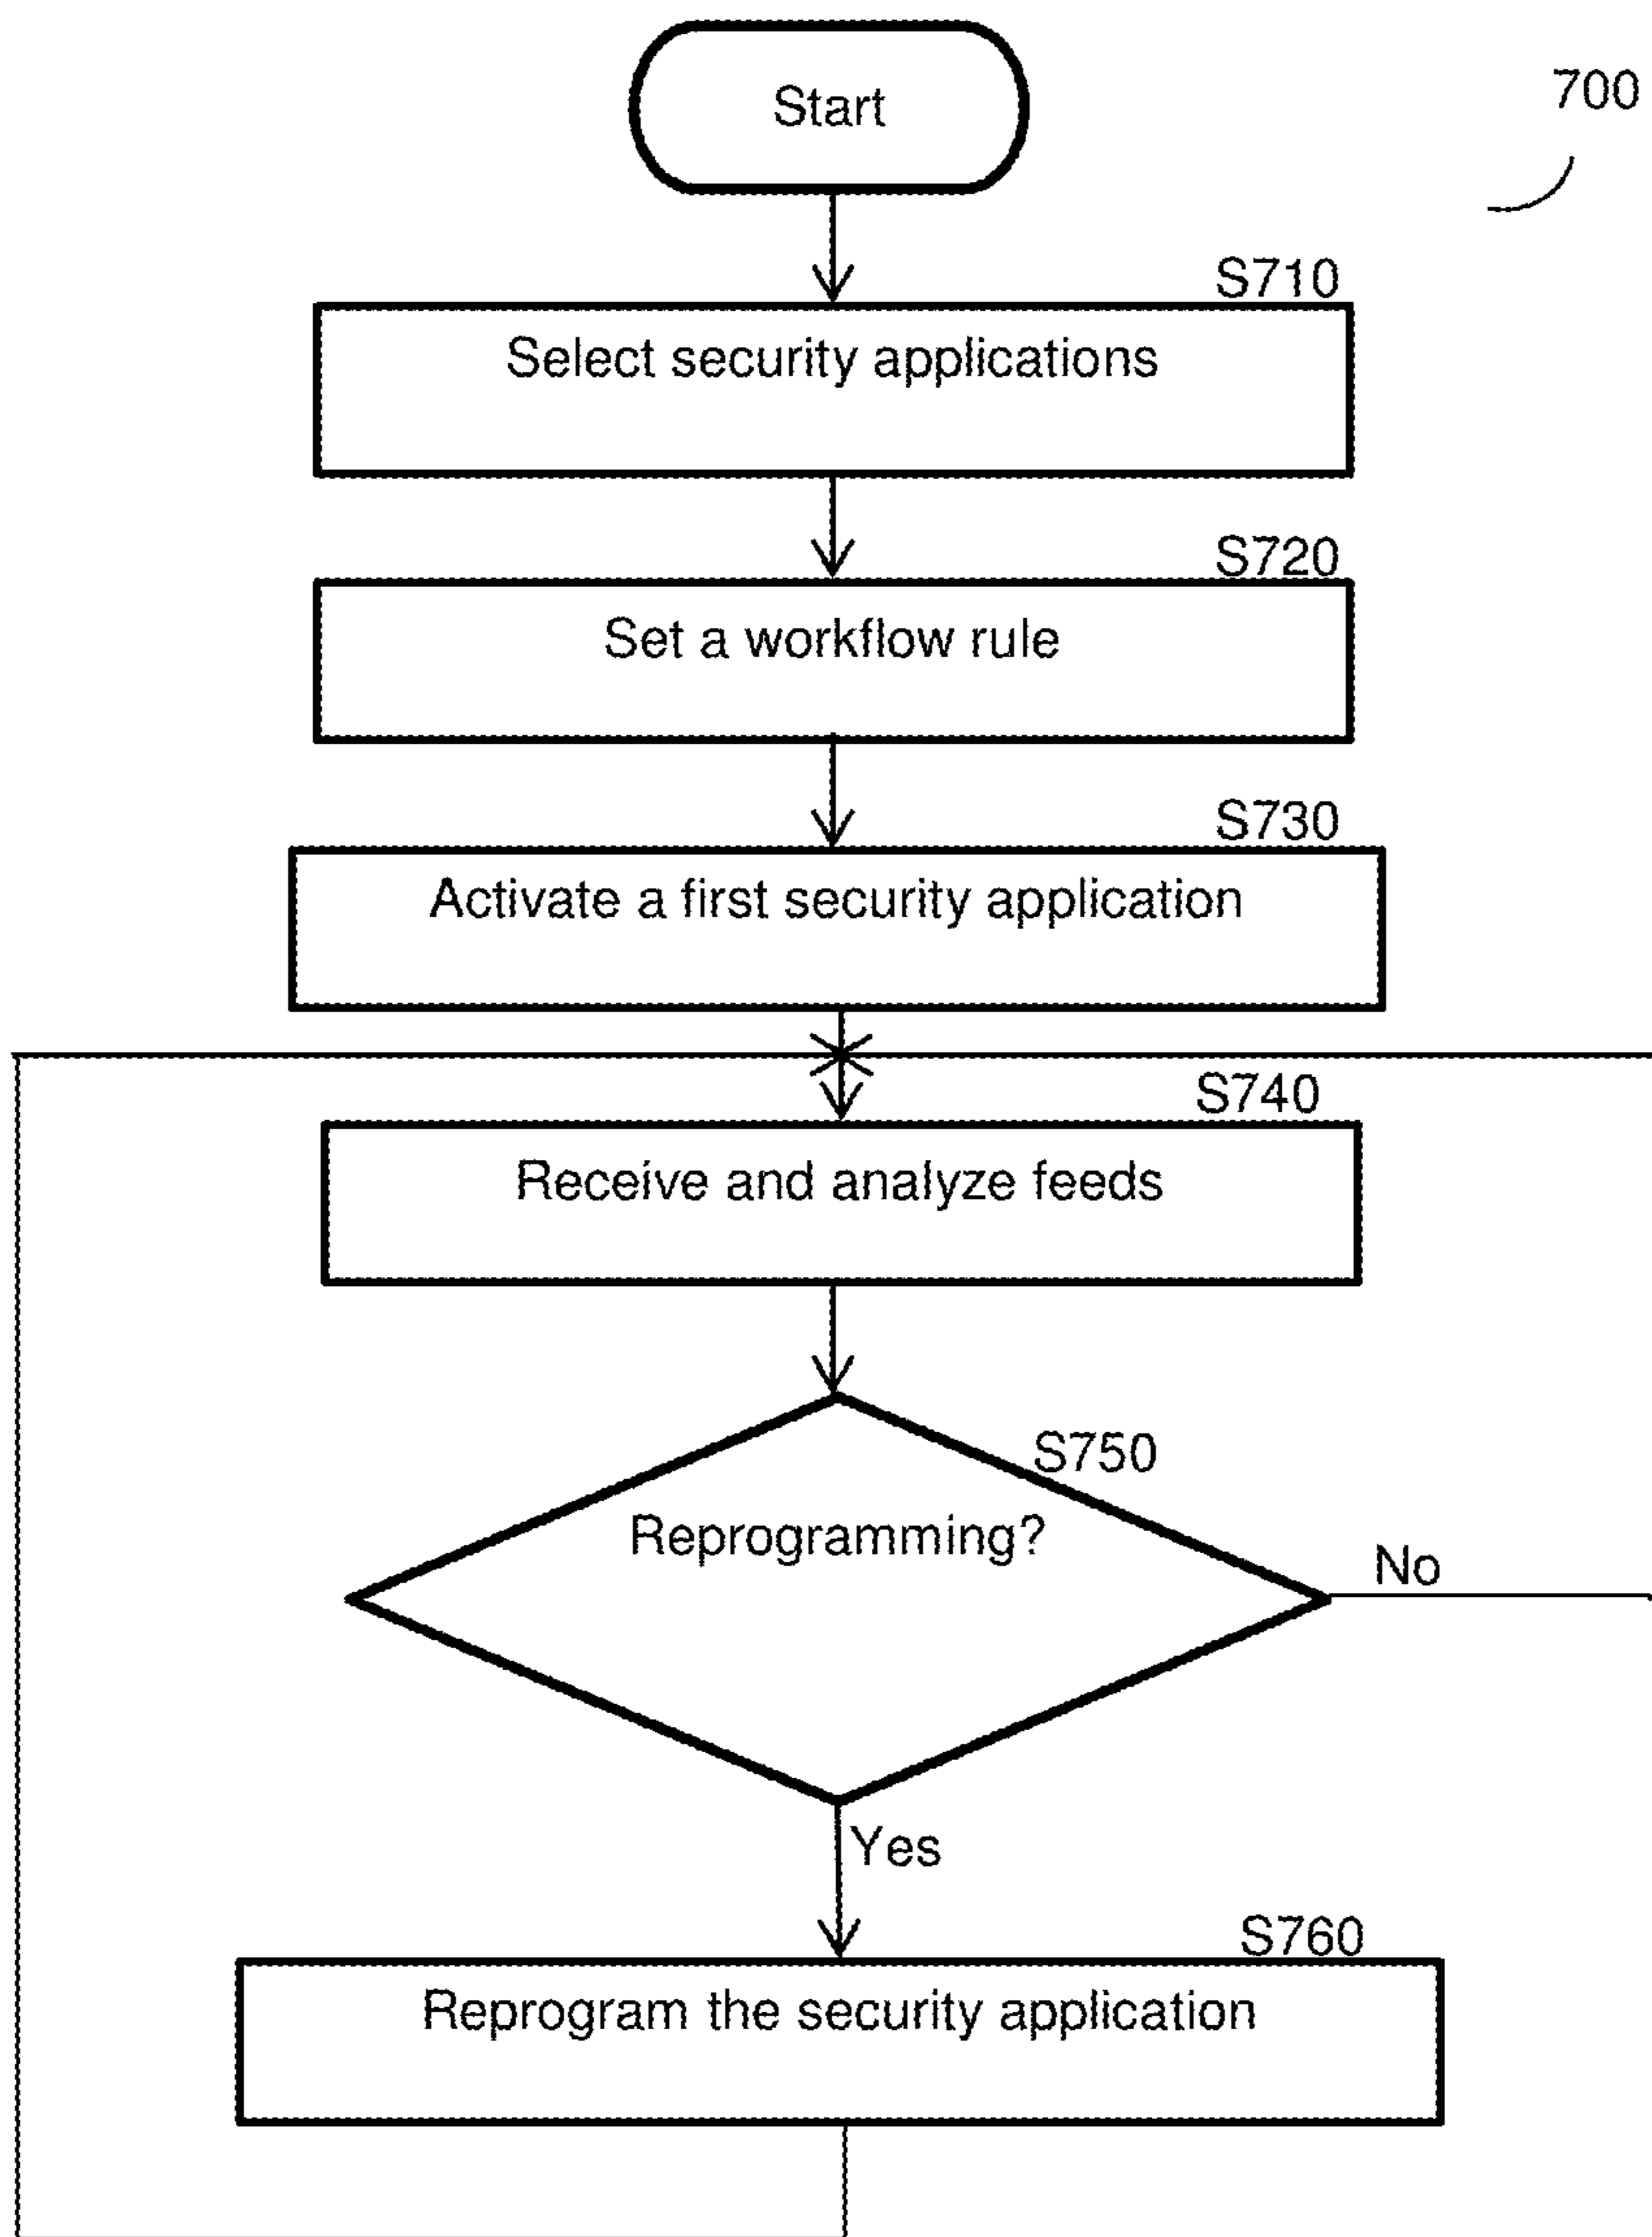 Start
700
S710
Select security applications
S720
Set a workflow rule
S730
Activate a first security application
S740
Receive and analyze feeds
S750
Reprogramming?
No
Yes
S760
Reprogram the security application